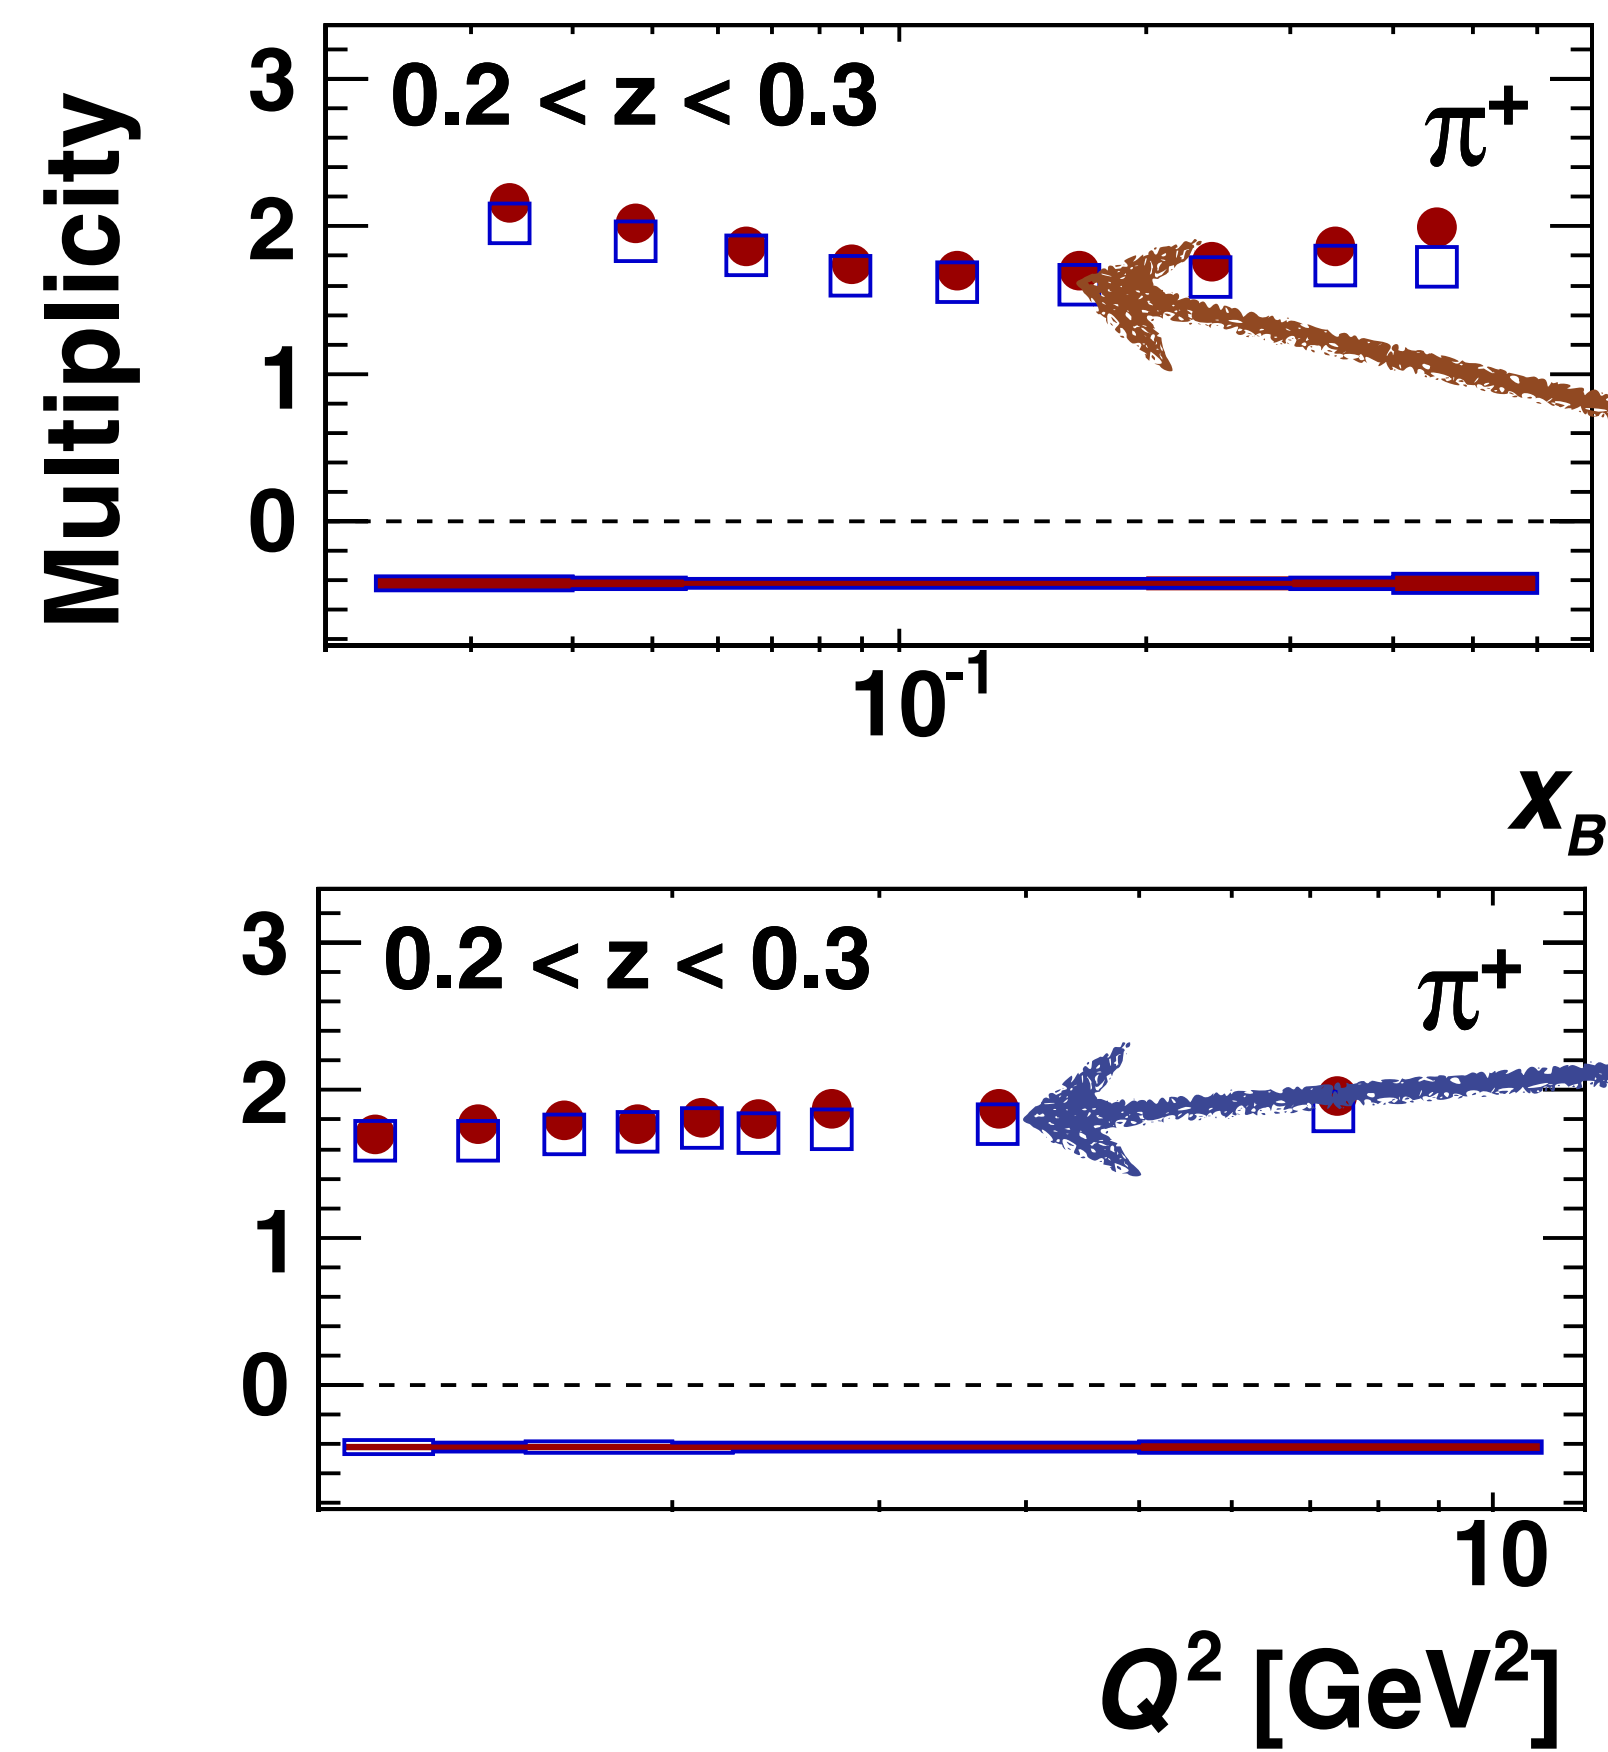 Multiplicity
3
0.2 < z < 0.3
π⁺
2
1
0
10⁻¹
x_B
3
0.2 < z < 0.3
π⁺
2
1
0
10
Q² [GeV²]